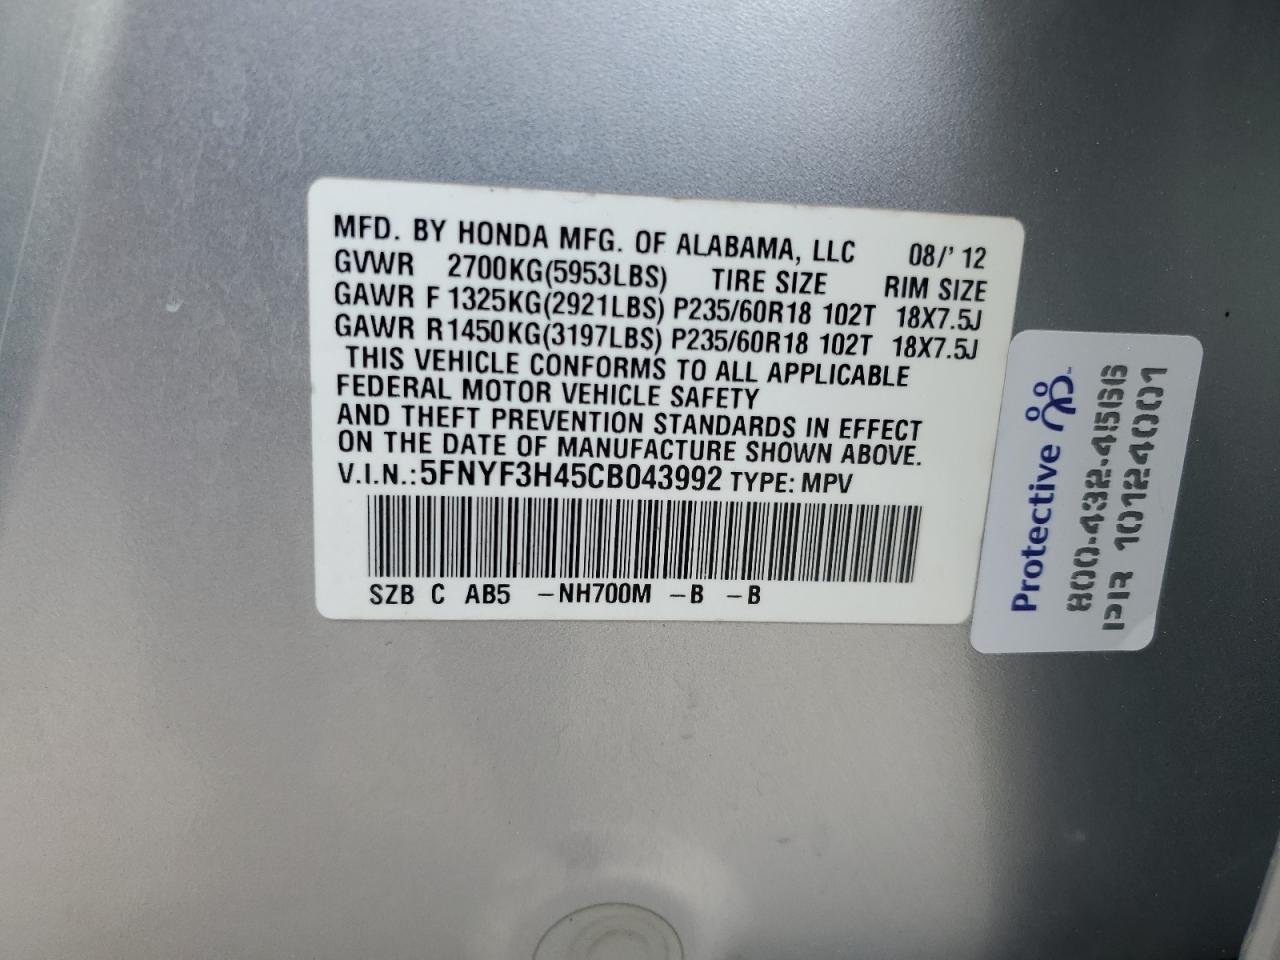 MFD. BY HONDA MFG. OF ALABAMA, LLC 08/'12
GVWR 2700KG(5953LBS) TIRE SIZE RIM SIZE
GAWR F 1325KG(2921LBS) P235/60R18 102T 18X7.5J
GAWR R1450KG(3197LBS) P235/60R18 102T 18X7.5J
THIS VEHICLE CONFORMS TO ALL APPLICABLE
FEDERAL MOTOR VEHICLE SAFETY
AND THEFT PREVENTION STANDARDS IN EFFECT
ON THE DATE OF MANUFACTURE SHOWN ABOVE.
V.I.N.:5FNYF3H45CB043992 TYPE: MPV
SZB C AB5 -NH700M -B -B
Protective
800-432-4566
PIR 10124001